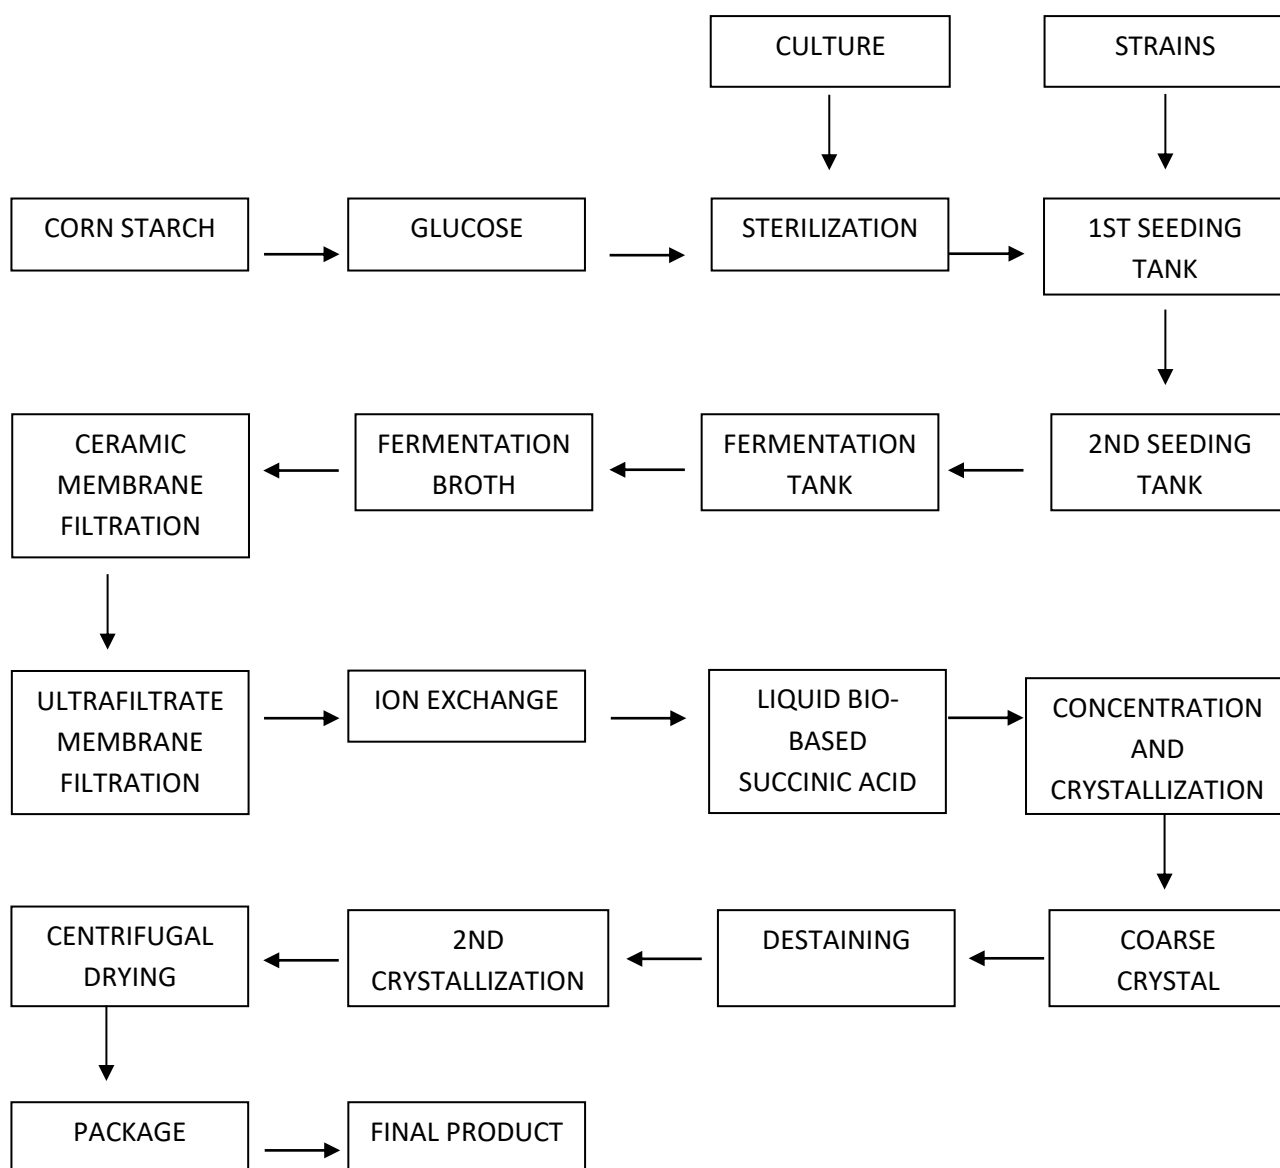 CULTURE
STRAINS
CORN STARCH
GLUCOSE
STERILIZATION
1ST SEEDING
TANK
CERAMIC
MEMBRANE
FILTRATION
FERMENTATION
BROTH
FERMENTATION
TANK
2ND SEEDING
TANK
ULTRAFILTRATE
MEMBRANE
FILTRATION
ION EXCHANGE
LIQUID BIO-
BASED
SUCCINIC ACID
CONCENTRATION
AND
CRYSTALLIZATION
CENTRIFUGAL
DRYING
2ND
CRYSTALLIZATION
DESTAINING
COARSE
CRYSTAL
PACKAGE
FINAL PRODUCT